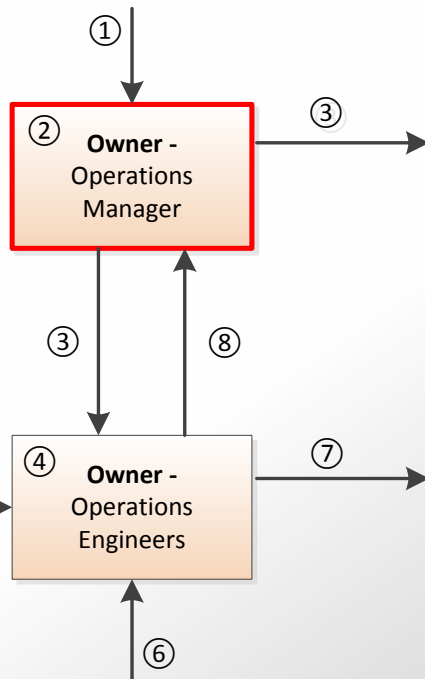 ①
②
Owner -
Operations
Manager
③
③
⑧
④
Owner -
Operations
Engineers
⑦
⑥